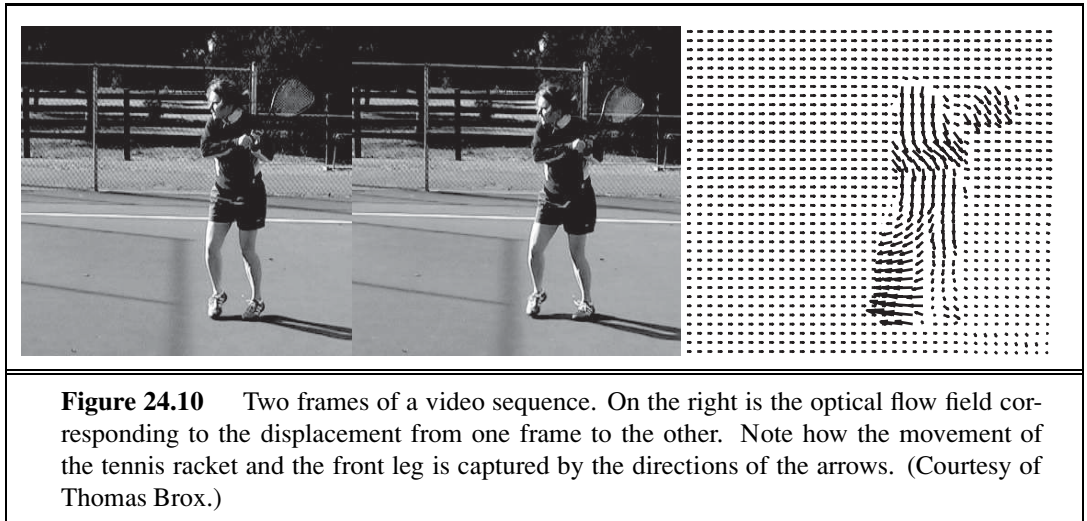 Figure 24.10 Two frames of a video sequence. On the right is the optical flow field cor-
responding to the displacement from one frame to the other. Note how the movement of
the tennis racket and the front leg is captured by the directions of the arrows. (Courtesy of
Thomas Brox.)